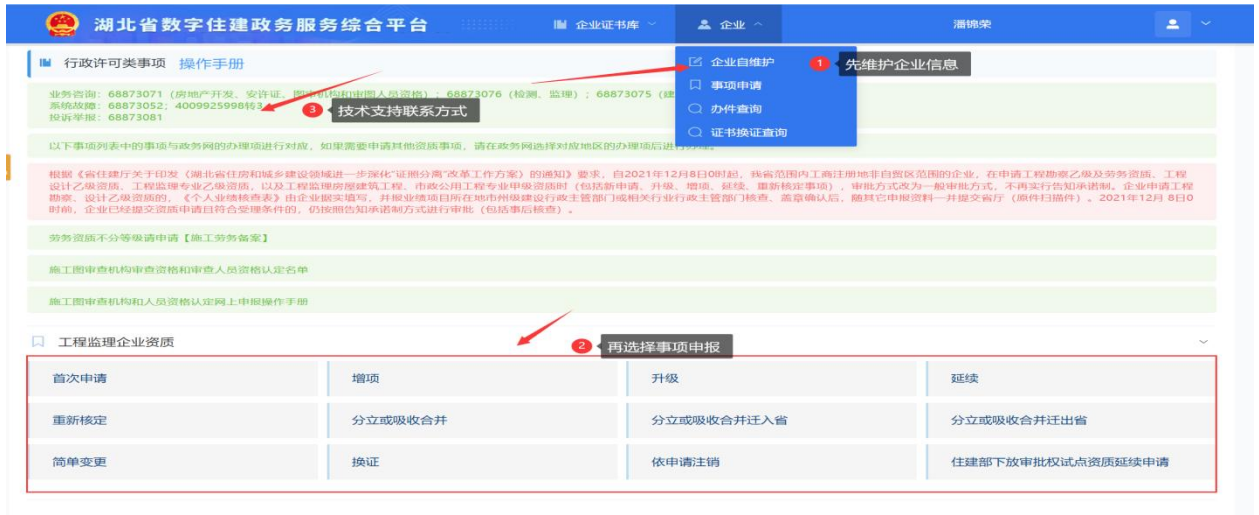 湖北省数字住建政务服务综合平台
企业证书库
企业
潘锦荣
行政许可类事项 操作手册
企业自维护
1 先维护企业信息
事项申请
办件查询
证书换证查询
业务咨询: 68873071 (房地产开发、安许证、图审机构和审图人员资格) ; 68873076 (检测、监理) ; 68873075 (建
系统故障: 68873052; 4009925998转3
投诉举报: 68873081
3 技术支持联系方式
以下事项列表中的事项与政务网的办理项进行对应, 如果需要申请其他资质事项, 请在政务网选择对应地区的办理项后进行办理。
根据《省住建厅关于印发〈湖北省住房和城乡建设领域进一步深化"证照分离"改革工作方案〉的通知》要求, 自2021年12月8日0时起, 我省范围内工商注册地非自贸区范围的企业, 在申请工程勘察乙级及劳务资质、工程
设计乙级资质、工程监理专业乙级资质, 以及工程监理房屋建筑工程、市政公用工程专业甲级资质时 (包括新申请、升级、增项、延续、重新核定事项) , 审批方式改为一般审批方式, 不再实行告知承诺制。企业申请工程
勘察、设计乙级资质的, 《个人业绩核查表》由企业据实填写, 并报业绩项目所在地市州级建设行政主管部门或相关行业行政主管部门核查、盖章确认后, 随其它申报资料一并提交省厅 (原件扫描件) 。2021年12月 8日0
时前, 企业已经提交资质申请且符合受理条件的, 仍按照告知承诺制方式进行审批 (包括事后核查) 。
劳务资质不分等级请申请【施工劳务备案】
施工图审查机构审查资格和审查人员资格认定名单
施工图审查机构和人员资格认定网上申报操作手册
工程监理企业资质
2 再选择事项申报
首次申请
增项
升级
延续
重新核定
分立或吸收合并
分立或吸收合并迁入省
分立或吸收合并迁出省
简单变更
换证
依申请注销
住建部下放审批权试点资质延续申请